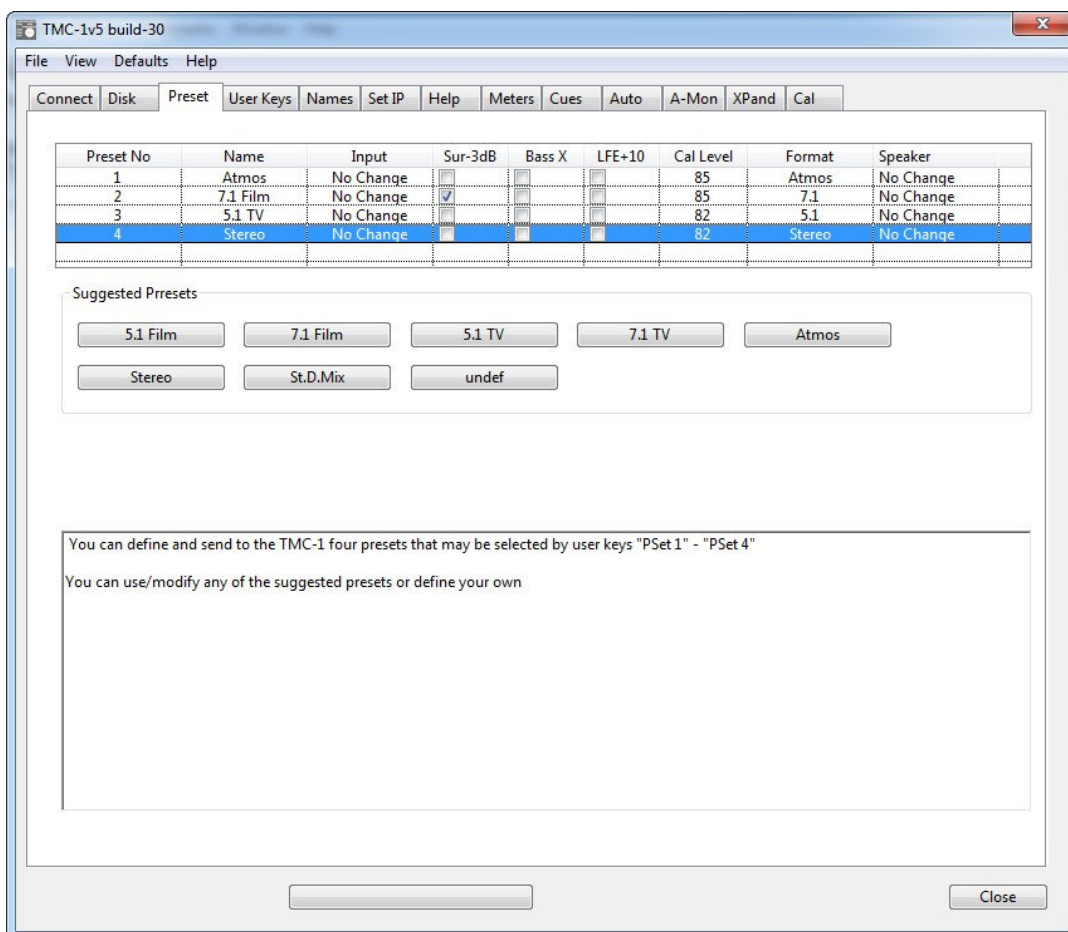 TMC-1v5 build-30
File View Defaults Help
Connect Disk Preset User Keys Names Set IP Help Meters Cues Auto A-Mon XPand Cal
Preset No Name Input Sur-3dB Bass X LFE+10 Cal Level Format Speaker
1 Atmos No Change 85 Atmos No Change
2 7.1 Film No Change 85 7.1 No Change
3 5.1 TV No Change 82 5.1 No Change
4 Stereo No Change 82 Stereo No Change
Suggested Prresets
5.1 Film 7.1 Film 5.1 TV 7.1 TV Atmos
Stereo St.D.Mix undef
You can define and send to the TMC-1 four presets that may be selected by user keys "PSet 1" - "PSet 4"
You can use/modify any of the suggested presets or define your own
Close